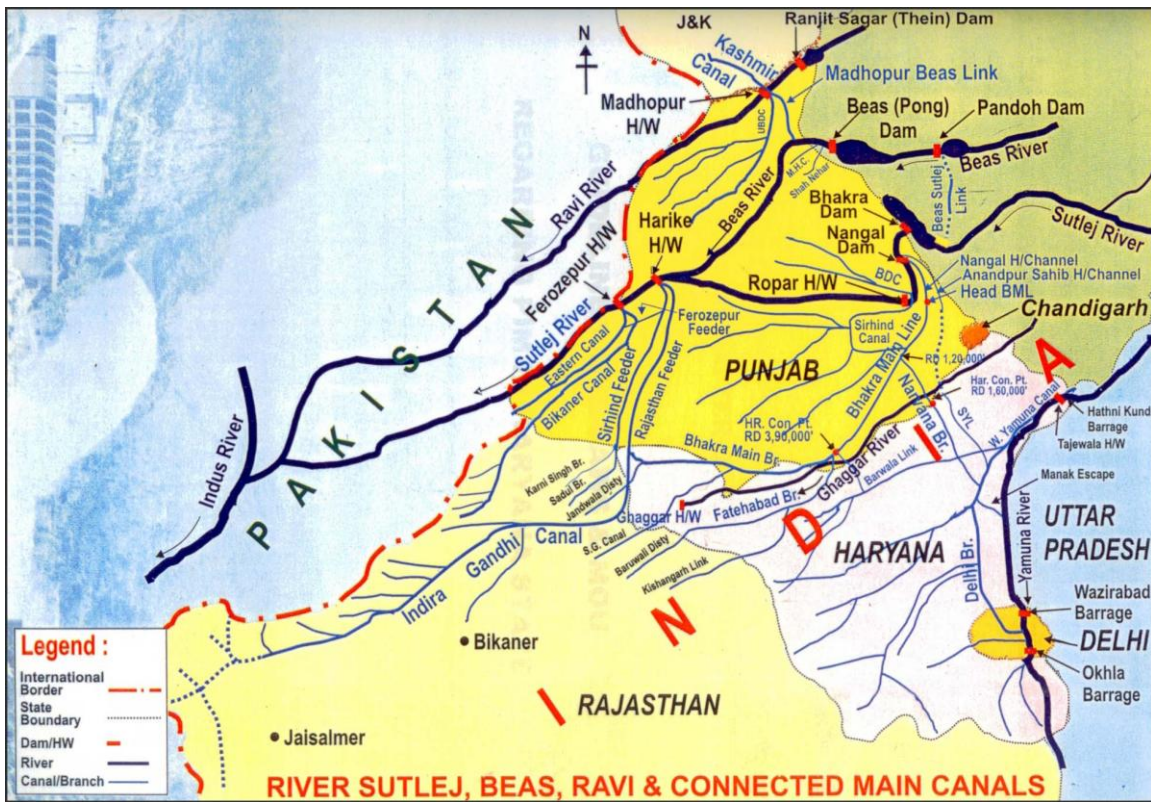 J&K
Ranjit Sagar (Thein) Dam
N
Kashmir
Canal
Madhopur Beas Link
Madhopur
H/W
UBDC
Beas (Pong)
Dam
Pandoh Dam
Beas River
M.H.C.
Shah Nehar
Beas Sutlej
Link
Ravi River
Beas River
Bhakra
Dam
Nangal
Dam
Sutlej River
Harike
H/W
Ferozepur H/W
BDC
Nangal H/Channel
Anandpur Sahib H/Channel
Head BML
Ropar H/W
Chandigarh
Ferozepur
Feeder
Sirhind
Canal
Sutlej River
Eastern Canal
Bikaner Canal
Sirhind Feeder
Rajasthan Feeder
PUNJAB
Bhakra Main Line
RD 1,20,000'
Narwana Br.
Har. Con. Pt.
RD 1,60,000'
SYL
W. Yamuna Canal
Hathni Kund
Barrage
Tajewala H/W
HR. Con. Pt.
RD 3,90,000'
Bhakra Main Br.
Ghaggar River
Barwala Link
Manak Escape
PAKISTAN
INDIA
Indus River
Karni Singh Br.
Sadul Br.
Jandwala Disty
Ghaggar H/W
Fatehabad Br.
S.G. Canal
Baruwali Disty
Kishangarh Link
Indira Gandhi Canal
HARYANA
Delhi Br.
Yamuna River
UTTAR
PRADESH
Wazirabad
Barrage
DELHI
Okhla
Barrage
Bikaner
RAJASTHAN
Jaisalmer
Legend :
International
Border
State
Boundary
Dam/HW
River
Canal/Branch
RIVER SUTLEJ, BEAS, RAVI & CONNECTED MAIN CANALS